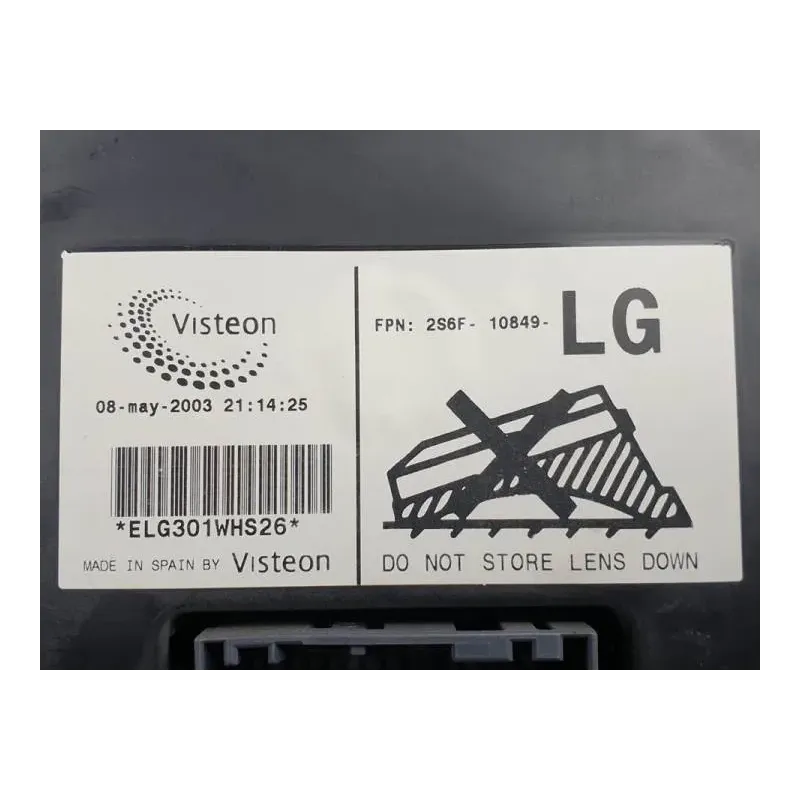 Visteon
08-may-2003 21:14:25
*ELG301WHS26*
MADE IN SPAIN BY Visteon
FPN: 2S6F- 10849- LG
DO NOT STORE LENS DOWN